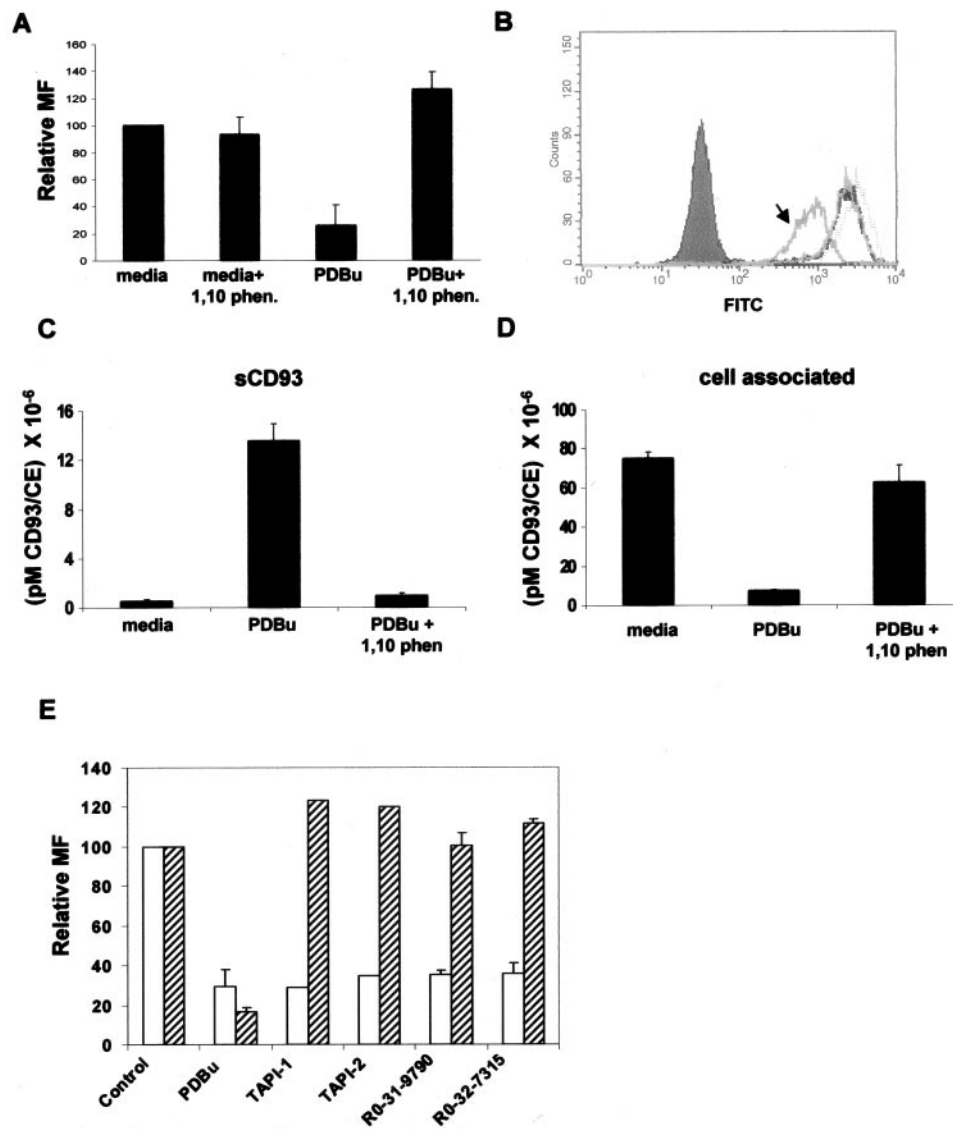 A
Relative MF
160
140
120
100
80
60
40
20
0
media
media+
1,10 phen.
PDBu
PDBu+
1,10 phen.
B
Counts
150
120
90
60
30
0
10⁰
10¹
10²
10³
10⁴
FITC
C
sCD93
(pM CD93/CE) X 10⁻⁶
16
12
8
4
0
media
PDBu
PDBu +
1,10 phen
D
cell associated
(pM CD93/CE) X 10⁻⁶
100
80
60
40
20
0
media
PDBu
PDBu +
1,10 phen
E
Relative MF
140
120
100
80
60
40
20
0
Control
PDBu
TAPI-1
TAPI-2
R0-31-9790
R0-32-7315